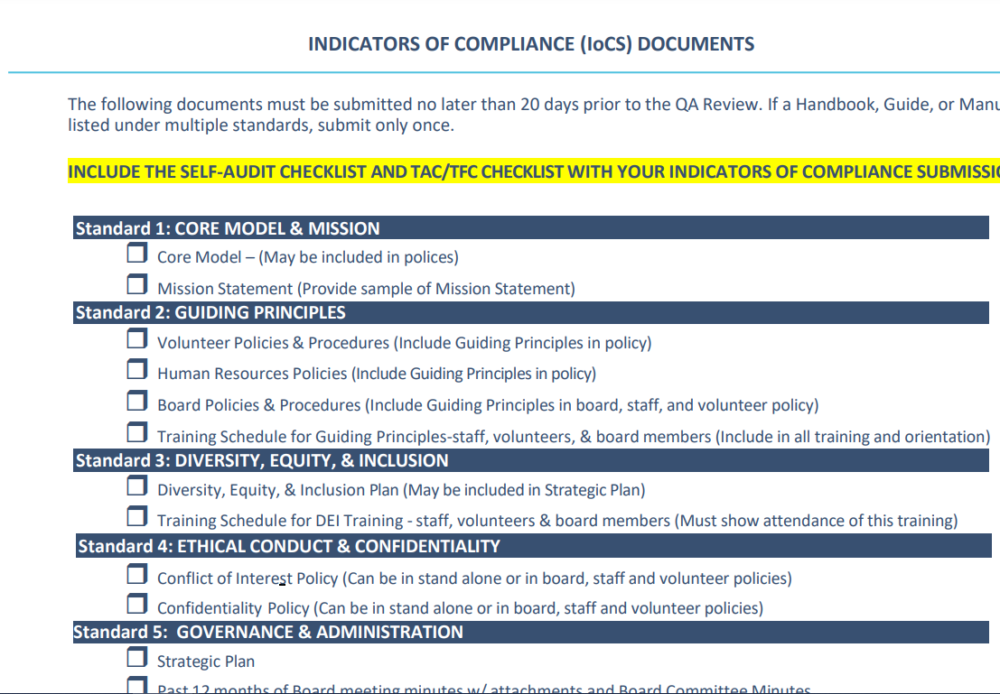 INDICATORS OF COMPLIANCE (IoCS) DOCUMENTS
The following documents must be submitted no later than 20 days prior to the QA Review. If a Handbook, Guide, or
listed under multiple standards, submit only once.
INCLUDE THE SELF-AUDIT CHECKLIST AND TAC/TFC CHECKLIST WITH YOUR INDICATORS OF COMPLIANCE
Standard 1: CORE MODEL & MISSION
❒ Core Model – (May be included in polices)
❒ Mission Statement (Provide sample of Mission Statement)
Standard 2: GUIDING PRINCIPLES
❒ Volunteer Policies & Procedures (Include Guiding Principles in policy)
❒ Human Resources Policies (Include Guiding Principles in policy)
❒ Board Policies & Procedures (Include Guiding Principles in board, staff, and volunteer policy)
❒ Training Schedule for Guiding Principles-staff, volunteers, & board members (Include in all training and orientation)
Standard 3: DIVERSITY, EQUITY, & INCLUSION
❒ Diversity, Equity, & Inclusion Plan (May be included in Strategic Plan)
❒ Training Schedule for DEI Training - staff, volunteers & board members (Must show attendance of this training)
Standard 4: ETHICAL CONDUCT & CONFIDENTIALITY
❒ Conflict of Interest Policy (Can be in stand alone or in board, staff and volunteer policies)
❒ Confidentiality Policy (Can be in stand alone or in board, staff and volunteer policies)
Standard 5: GOVERNANCE & ADMINISTRATION
❒ Strategic Plan
❒ Past 12 months of Board meeting minutes w/ attachments and Board Committee Minutes